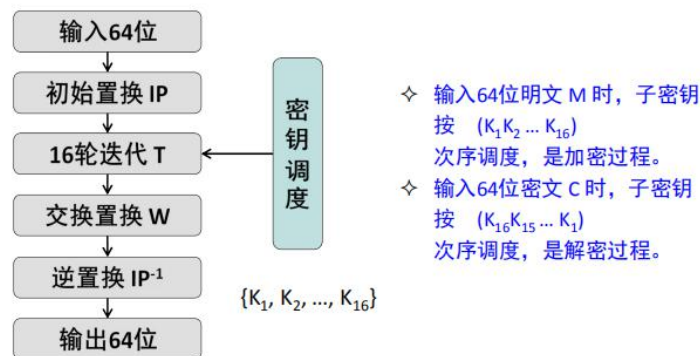 输入64位
初始置换 IP
16轮迭代 T
交换置换 W
逆置换 IP⁻¹
输出64位
密钥调度
{K₁, K₂, …, K₁₆}
✧ 输入64位明文 M 时，子密钥
按 (K₁K₂ … K₁₆)
次序调度，是加密过程。
✧ 输入64位密文 C 时，子密钥
按 (K₁₆K₁₅ … K₁)
次序调度，是解密过程。